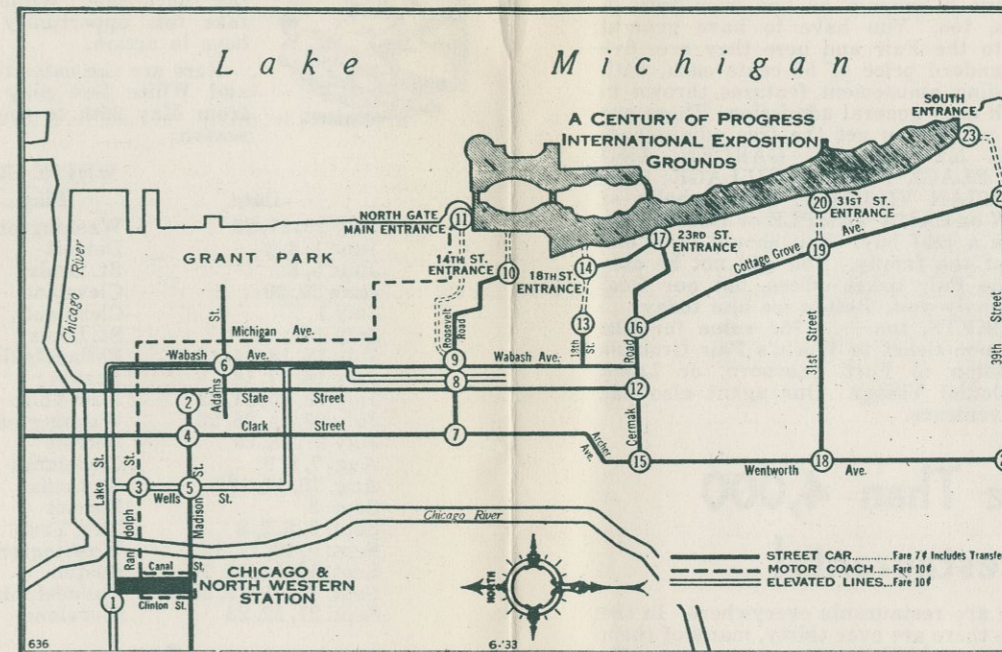 Lake Michigan
A CENTURY OF PROGRESS
INTERNATIONAL EXPOSITION
GROUNDS
SOUTH
ENTRANCE
23
20
31ST ST.
ENTRANCE
NORTH GATE
MAIN ENTRANCE
11
17
23RD ST.
ENTRANCE
GRANT PARK
14TH ST.
ENTRANCE
10
18TH ST.
ENTRANCE
14
19
Cottage Grove
Ave.
Chicago
River
13
18th
St.
16
Road
Roosevelt
Road
31st Street
39th Street
St.
Michigan Ave.
Wabash Ave.
6
9
Wabash Ave.
8
12
Adams
State Street
2
4
Clark Street
7
Cermak
Archer
Ave.
15
Wentworth Ave.
18
Lake St.
Randolph St.
3
Wells St.
5
Madison St.
Chicago River
Canal St.
CHICAGO &
NORTH WESTERN
STATION
1
Clinton St.
NORTH
STREET CAR........Fare 7¢ Includes Transfe
MOTOR COACH....Fare 10¢
ELEVATED LINES...Fare 10¢
636
6-'33